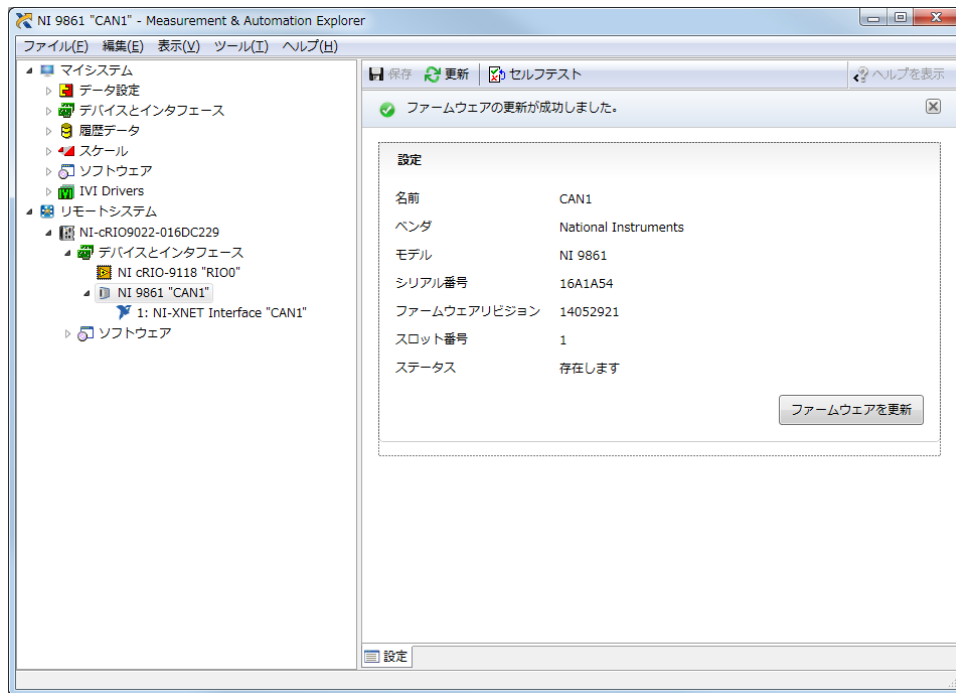 NI 9861 "CAN1" - Measurement & Automation Explorer
ファイル(F) 編集(E) 表示(V) ツール(T) ヘルプ(H)
マイシステム
データ設定
デバイスとインタフェース
履歴データ
スケール
ソフトウェア
IVI Drivers
リモートシステム
NI-cRIO9022-016DC229
デバイスとインタフェース
NI cRIO-9118 "RIO0"
NI 9861 "CAN1"
1: NI-XNET Interface "CAN1"
ソフトウェア
保存 更新 セルフテスト ヘルプを表示
ファームウェアの更新が成功しました。
設定
名前 CAN1
ベンダ National Instruments
モデル NI 9861
シリアル番号 16A1A54
ファームウェアリビジョン 14052921
スロット番号 1
ステータス 存在します
ファームウェアを更新
設定